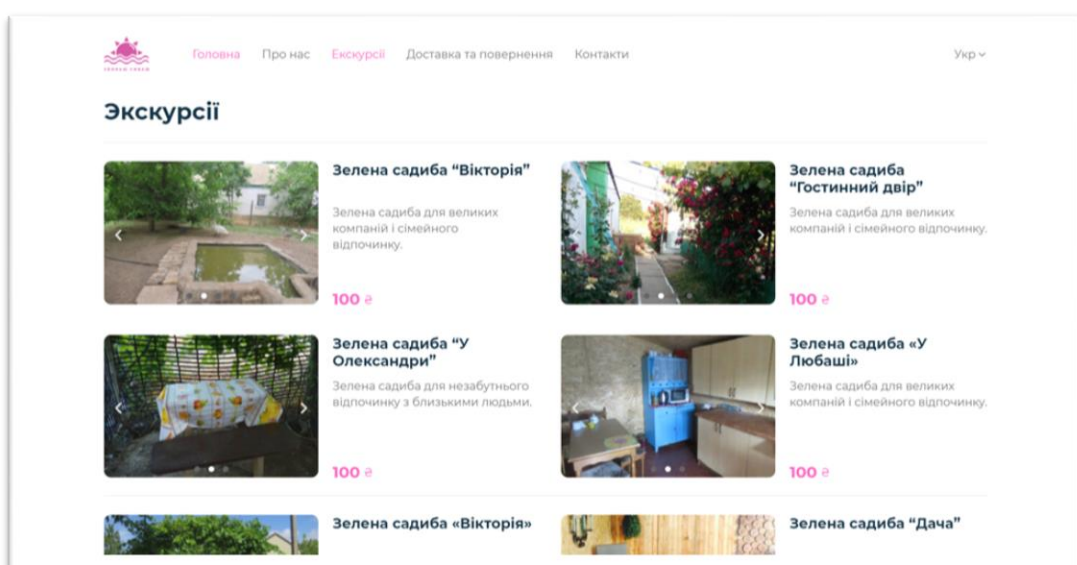 Головна Про нас Екскурсії Доставка та повернення Контакти Укр
Экскурсії
Зелена садиба “Вікторія”
Зелена садиба для великих
компаній і сімейного
відпочинку.
100 ₴
Зелена садиба
“Гостинний двір”
Зелена садиба для великих
компаній і сімейного відпочинку.
100 ₴
Зелена садиба “У
Олександри”
Зелена садиба для незабутнього
відпочинку з близькими людьми.
100 ₴
Зелена садиба «У
Любаші»
Зелена садиба для великих
компаній і сімейного відпочинку.
100 ₴
Зелена садиба «Вікторія»
Зелена садиба “Дача”